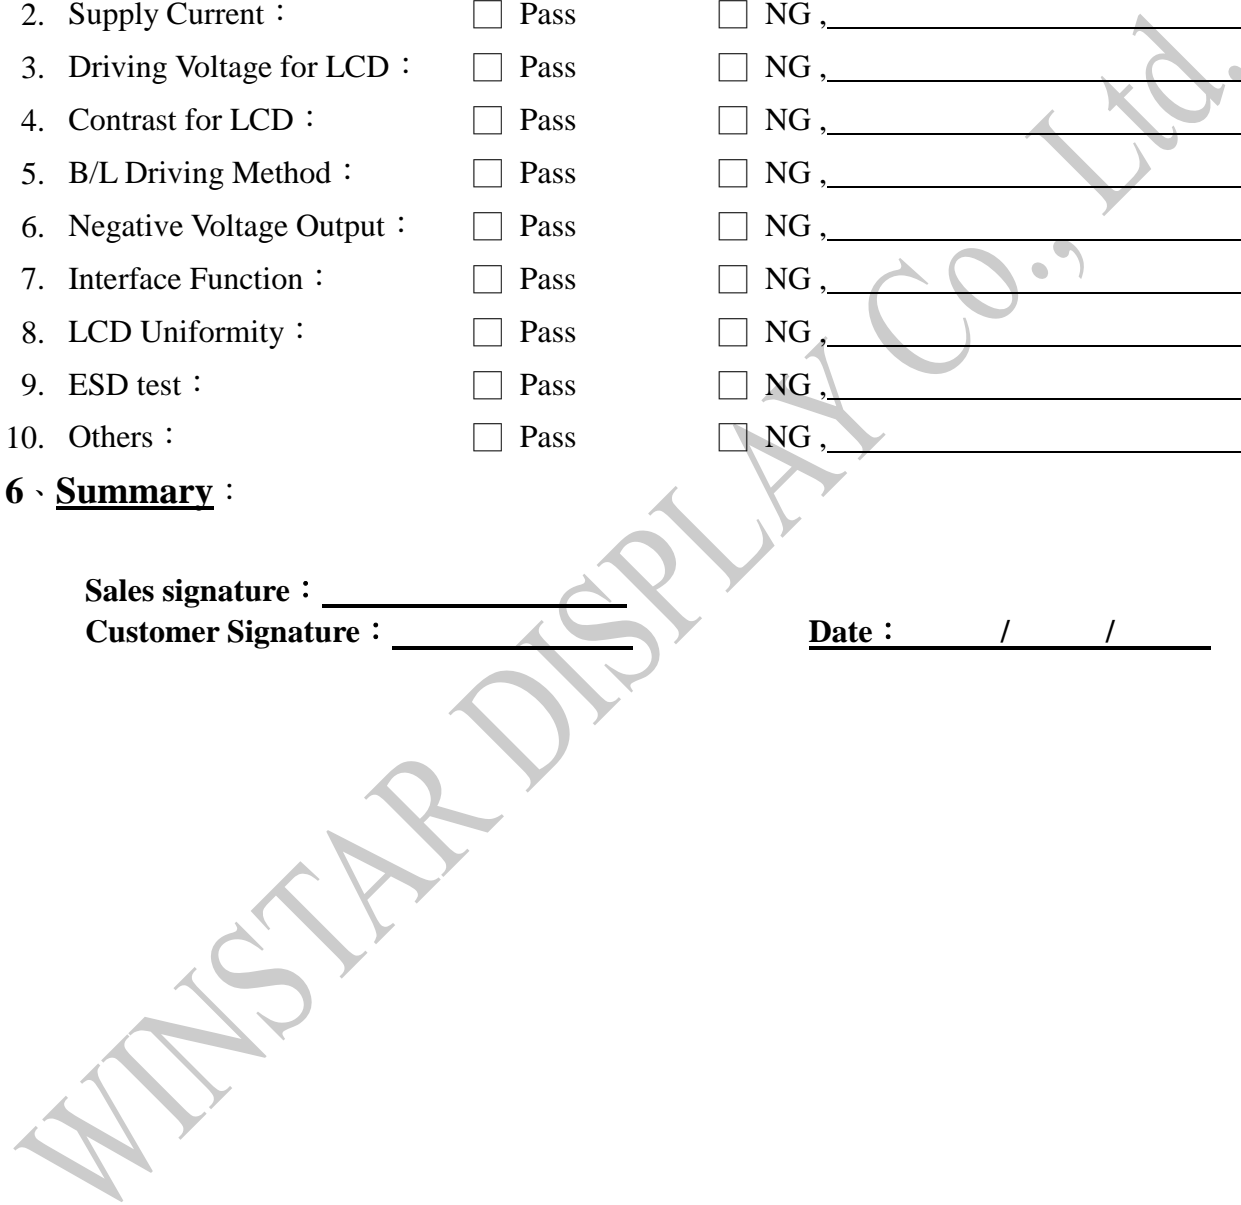 2. Supply Current： □ Pass □ NG ,
3. Driving Voltage for LCD： □ Pass □ NG ,
4. Contrast for LCD： □ Pass □ NG ,
5. B/L Driving Method： □ Pass □ NG ,
6. Negative Voltage Output： □ Pass □ NG ,
7. Interface Function： □ Pass □ NG ,
8. LCD Uniformity： □ Pass □ NG ,
9. ESD test： □ Pass □ NG ,
10. Others： □ Pass □ NG ,
6、Summary：
Sales signature：
Customer Signature： Date： / /
WINSTAR DISPLAY Co., Ltd.